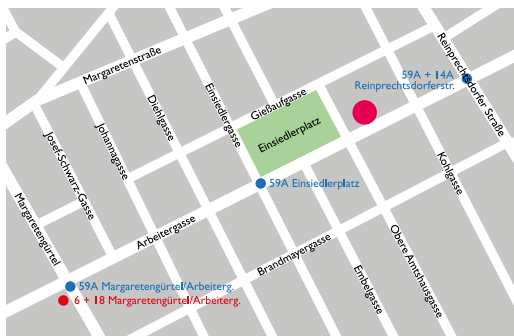 59A + 14A
Reinprechtsdorferstr.
Reinprechtsdorfer Straße
Margaretenstraße
Gießaufgasse
Einsiedlergasse
Diehlgasse
Einsiedlerplatz
Johannagasse
Josef-Schwarz-Gasse
Kohlgasse
59A Einsiedlerplatz
Margaretengürtel
Arbeitergasse
Brandmayergasse
Obere Amtshausgasse
Embelgasse
59A Margaretengürtel/Arbeiterg.
6 + 18 Margaretengürtel/Arbeiterg.